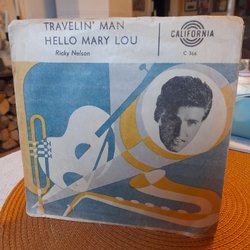 TRAVELIN' MAN
HELLO MARY LOU
Ricky Nelson
CALIFORNIA
C 366